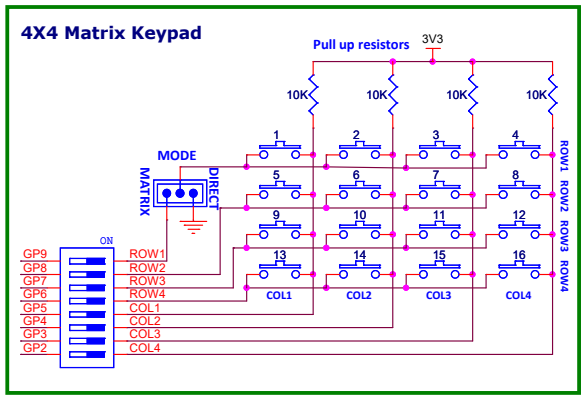 4X4 Matrix Keypad
Pull up resistors
3V3
10K 10K 10K 10K
1 2 3 4
ROW1
MODE
MATRIX
DIRECT
5 6 7 8
ROW2
9 10 11 12
ROW3
13 14 15 16
ROW4
COL1 COL2 COL3 COL4
ON
GP9 ROW1
GP8 ROW2
GP7 ROW3
GP6 ROW4
GP5 COL1
GP4 COL2
GP3 COL3
GP2 COL4